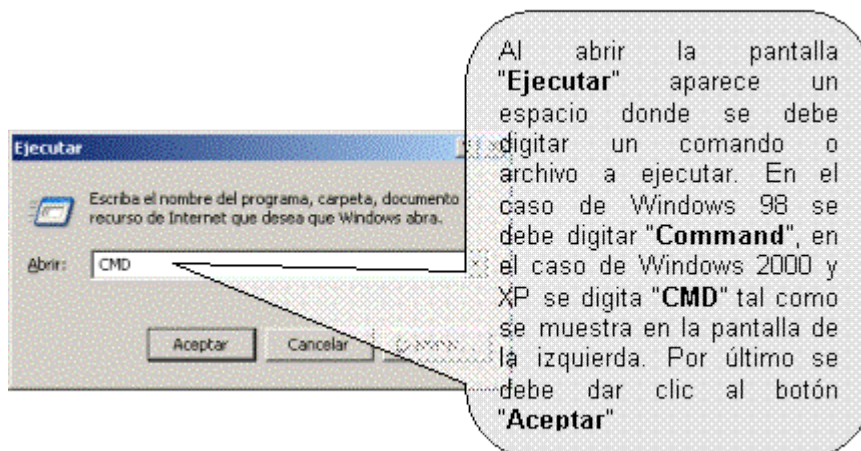 Ejecutar
Escriba el nombre del programa, carpeta, documento
recurso de Internet que desea que Windows abra.
Abrir: CMD
Aceptar Cancelar
Al abrir la pantalla
"Ejecutar" aparece un
espacio donde se debe
digitar un comando o
archivo a ejecutar. En el
caso de Windows 98 se
debe digitar "Command", en
el caso de Windows 2000 y
XP se digita "CMD" tal como
se muestra en la pantalla de
la izquierda. Por último se
debe dar clic al botón
"Aceptar"